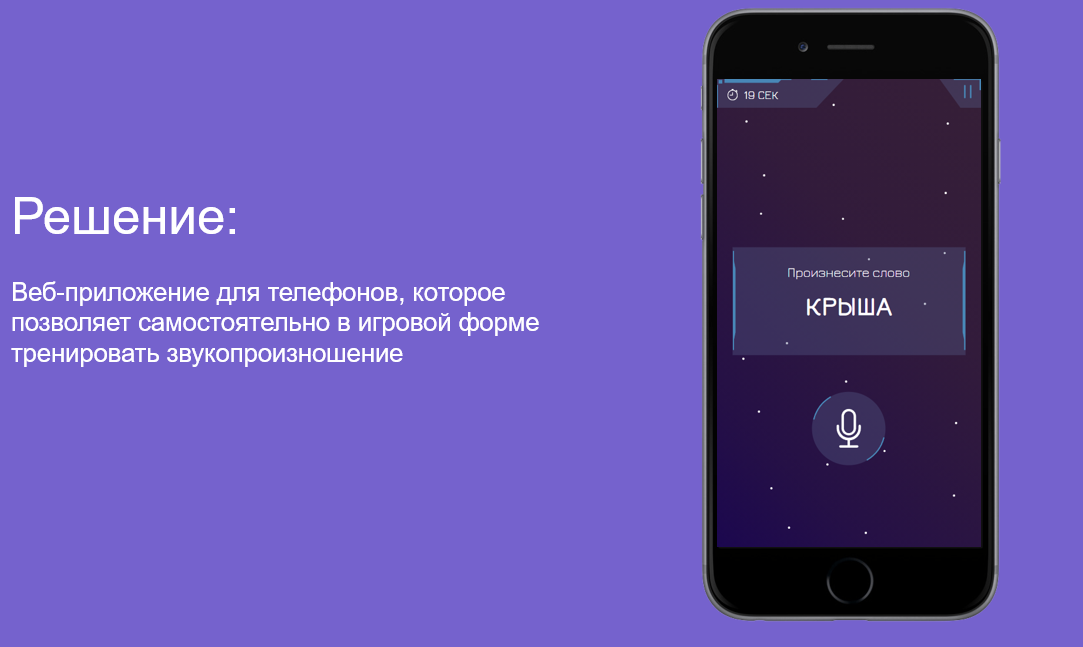 Решение:
Веб-приложение для телефонов, которое
позволяет самостоятельно в игровой форме
тренировать звукопроизношение
19 СЕК
Произнесите слово
КРЫША